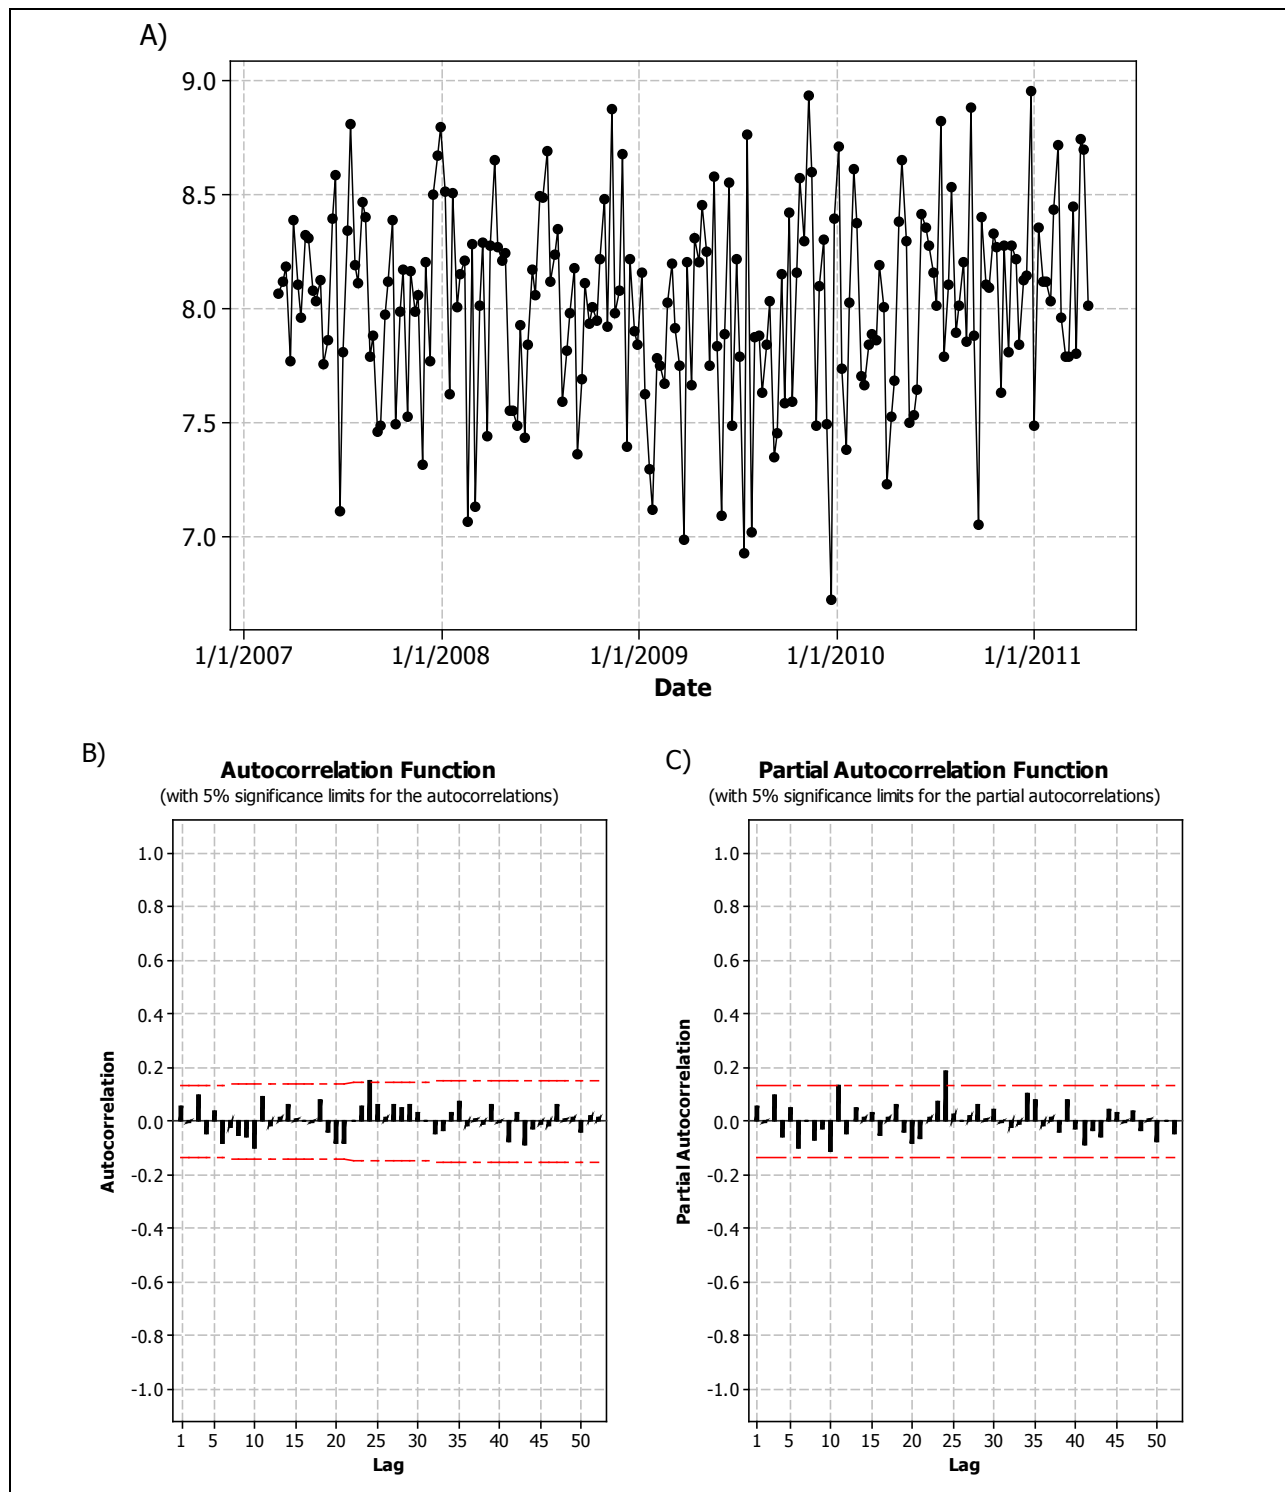 A)
9.0
8.5
8.0
7.5
7.0
1/1/2007 1/1/2008 1/1/2009 1/1/2010 1/1/2011
Date
B)
Autocorrelation Function
(with 5% significance limits for the autocorrelations)
1.0
0.8
0.6
0.4
0.2
0.0
-0.2
-0.4
-0.6
-0.8
-1.0
Autocorrelation
1 5 10 15 20 25 30 35 40 45 50
Lag
C)
Partial Autocorrelation Function
(with 5% significance limits for the partial autocorrelations)
1.0
0.8
0.6
0.4
0.2
0.0
-0.2
-0.4
-0.6
-0.8
-1.0
Partial Autocorrelation
1 5 10 15 20 25 30 35 40 45 50
Lag